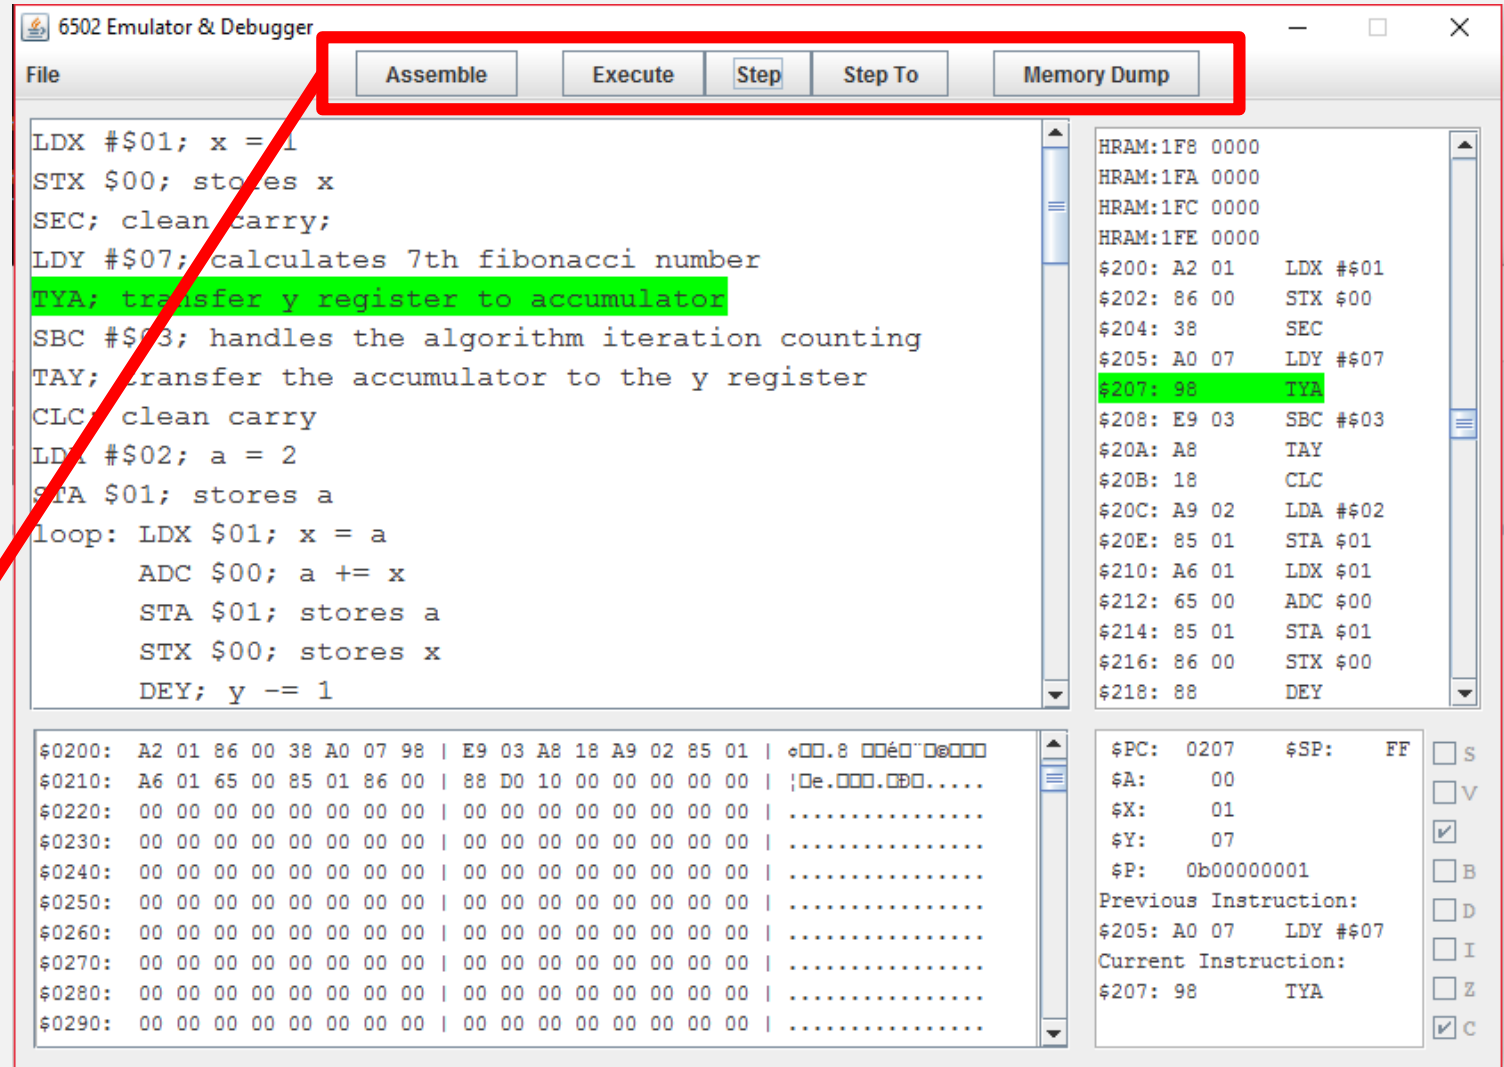 6502 Emulator & Debugger
File Assemble Execute Step Step To Memory Dump
LDX #$01; x = 1
STX $00; stores x
SEC; clean carry;
LDY #$07; calculates 7th fibonacci number
TYA; transfer y register to accumulator
SBC #$03; handles the algorithm iteration counting
TAY; transfer the accumulator to the y register
CLC; clean carry
LDA #$02; a = 2
STA $01; stores a
loop: LDX $01; x = a
ADC $00; a += x
STA $01; stores a
STX $00; stores x
DEY; y -= 1
HRAM:1F8 0000
HRAM:1FA 0000
HRAM:1FC 0000
HRAM:1FE 0000
$200: A2 01 LDX #$01
$202: 86 00 STX $00
$204: 38 SEC
$205: A0 07 LDY #$07
$207: 98 TYA
$208: E9 03 SBC #$03
$20A: A8 TAY
$20B: 18 CLC
$20C: A9 02 LDA #$02
$20E: 85 01 STA $01
$210: A6 01 LDX $01
$212: 65 00 ADC $00
$214: 85 01 STA $01
$216: 86 00 STX $00
$218: 88 DEY
$0200: A2 01 86 00 38 A0 07 98 | E9 03 A8 18 A9 02 85 01 | ¢□□.8 □□é□¨□©□□□
$0210: A6 01 65 00 85 01 86 00 | 88 D0 10 00 00 00 00 00 | ¦□e.□□□.□Ð□.....
$0220: 00 00 00 00 00 00 00 00 | 00 00 00 00 00 00 00 00 | ................
$0230: 00 00 00 00 00 00 00 00 | 00 00 00 00 00 00 00 00 | ................
$0240: 00 00 00 00 00 00 00 00 | 00 00 00 00 00 00 00 00 | ................
$0250: 00 00 00 00 00 00 00 00 | 00 00 00 00 00 00 00 00 | ................
$0260: 00 00 00 00 00 00 00 00 | 00 00 00 00 00 00 00 00 | ................
$0270: 00 00 00 00 00 00 00 00 | 00 00 00 00 00 00 00 00 | ................
$0280: 00 00 00 00 00 00 00 00 | 00 00 00 00 00 00 00 00 | ................
$0290: 00 00 00 00 00 00 00 00 | 00 00 00 00 00 00 00 00 | ................
$PC: 0207 $SP: FF
$A: 00
$X: 01
$Y: 07
$P: 0b00000001
Previous Instruction:
$205: A0 07 LDY #$07
Current Instruction:
$207: 98 TYA
S
V
B
D
I
Z
C